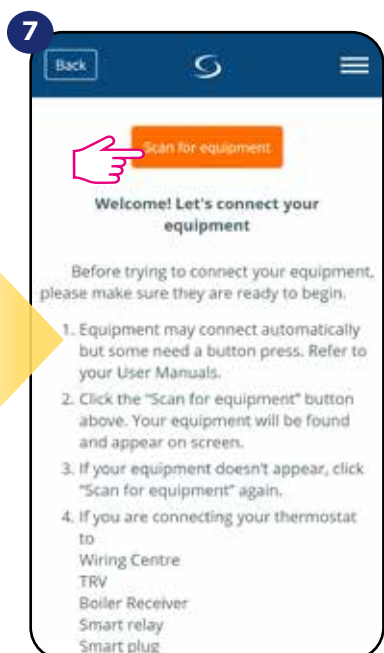 7
Back
Scan for equipment
Welcome! Let's connect your
equipment
Before trying to connect your equipment,
please make sure they are ready to begin.
1. Equipment may connect automatically
but some need a button press. Refer to
your User Manuals.
2. Click the "Scan for equipment" button
above. Your equipment will be found
and appear on screen.
3. If your equipment doesn't appear, click
"Scan for equipment" again.
4. If you are connecting your thermostat
to
Wiring Centre
TRV
Boiler Receiver
Smart relay
Smart plug